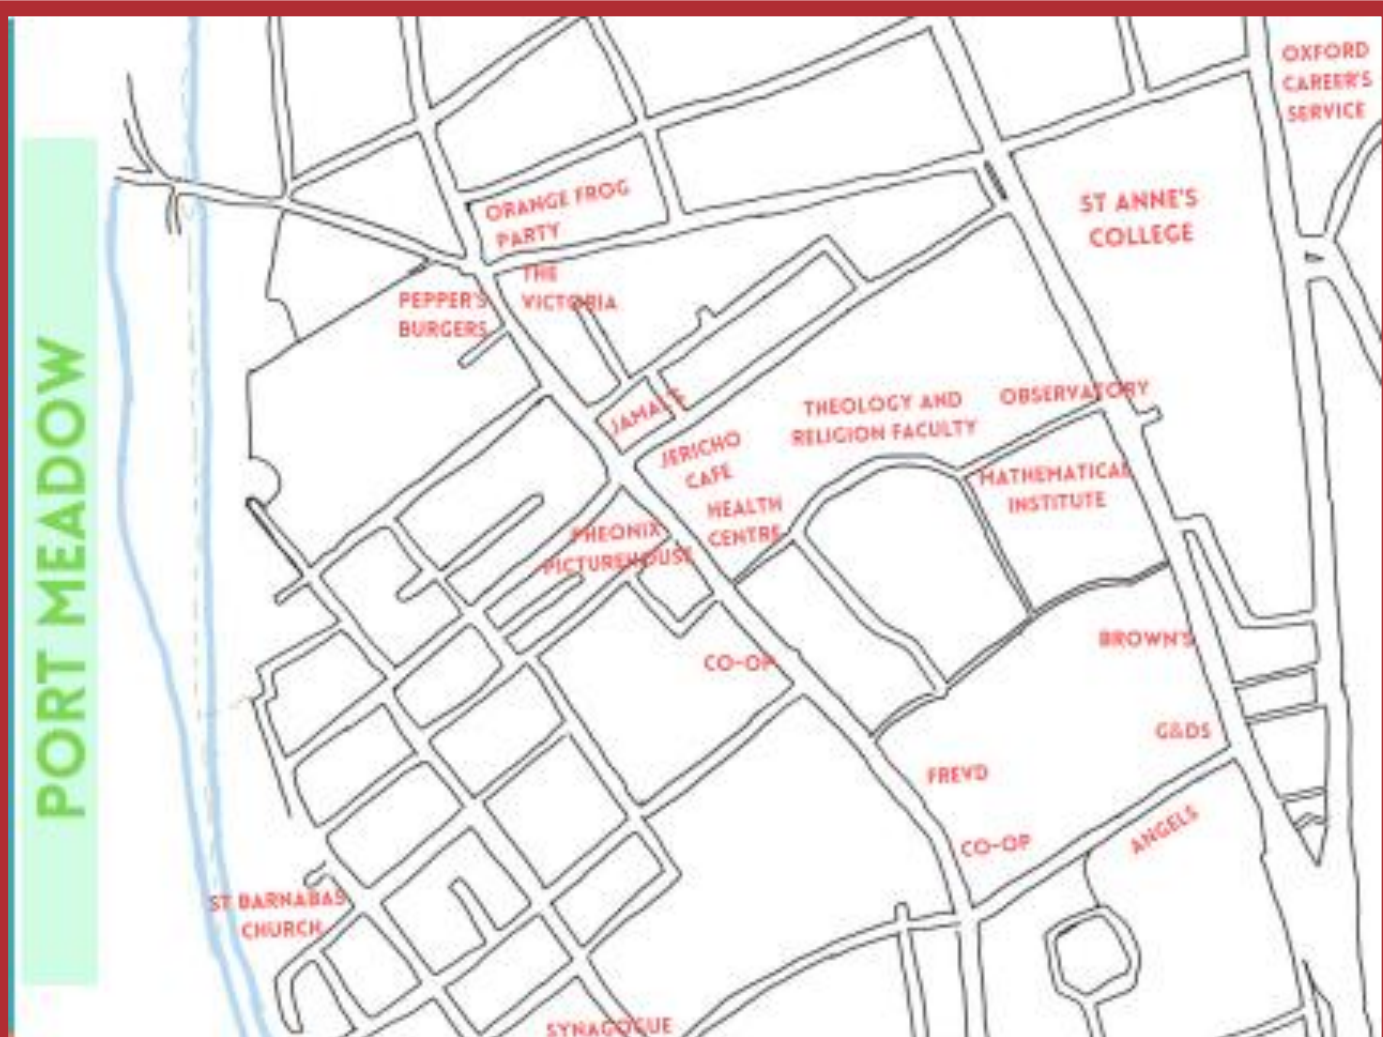 OXFORD
CAREER'S
SERVICE
ORANGE FROG
PARTY
ST ANNE'S
COLLEGE
THE
VICTORIA
PEPPER'S
BURGERS
JAMAL'S
THEOLOGY AND
RELIGION FACULTY
OBSERVATORY
JERICHO
CAFE
MATHEMATICAL
INSTITUTE
HEALTH
CENTRE
PHEONIX
PICTUREHOUSE
PORT MEADOW
CO-OP
BROWN'S
G&DS
FREVD
CO-OP
ANGELS
ST BARNABAS
CHURCH
SYNAGOGUE